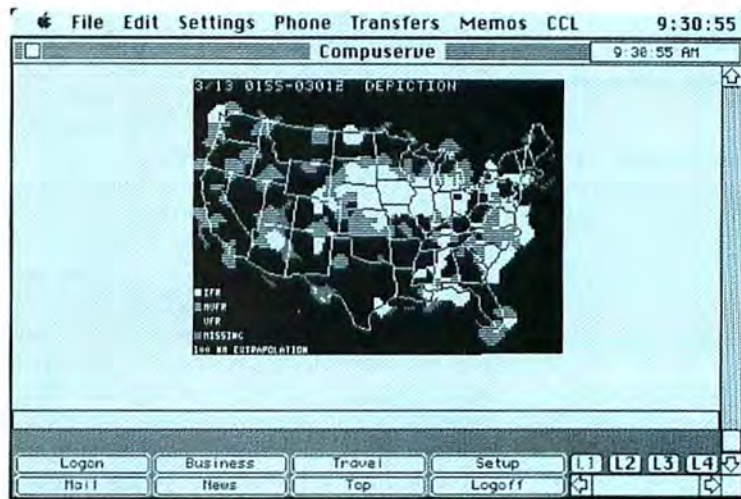 File Edit Settings Phone Transfers Memos CCL 9:30:55
Compuserve 9:30:55 AM
3/13 0155-0301Z DEPICTION
IFR
MVFR
VFR
MISSING
100 NM EXTRAPOLATION
Logon Business Travel Setup L1 L2 L3 L4
Mail News Top Logoff